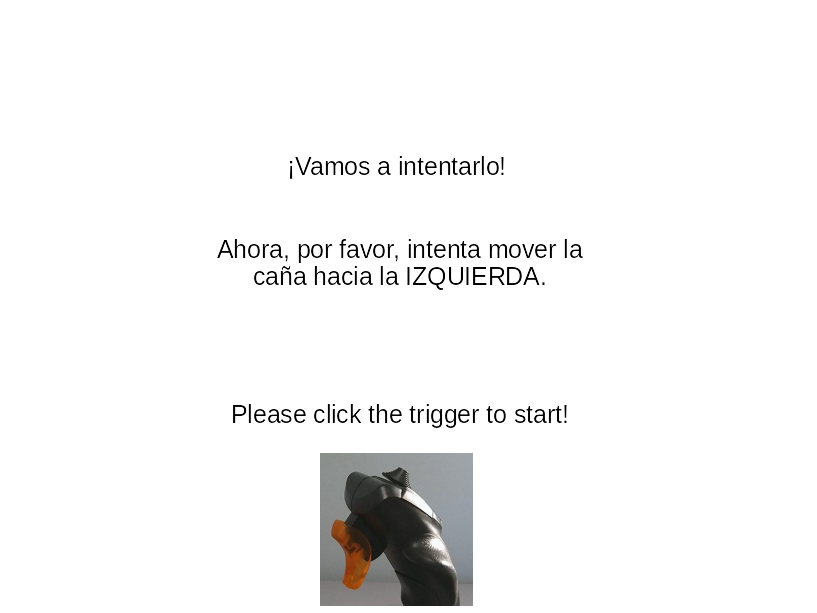 ¡Vamos a intentarlo!
Ahora, por favor, intenta mover la
caña hacia la IZQUIERDA.
Please click the trigger to start!